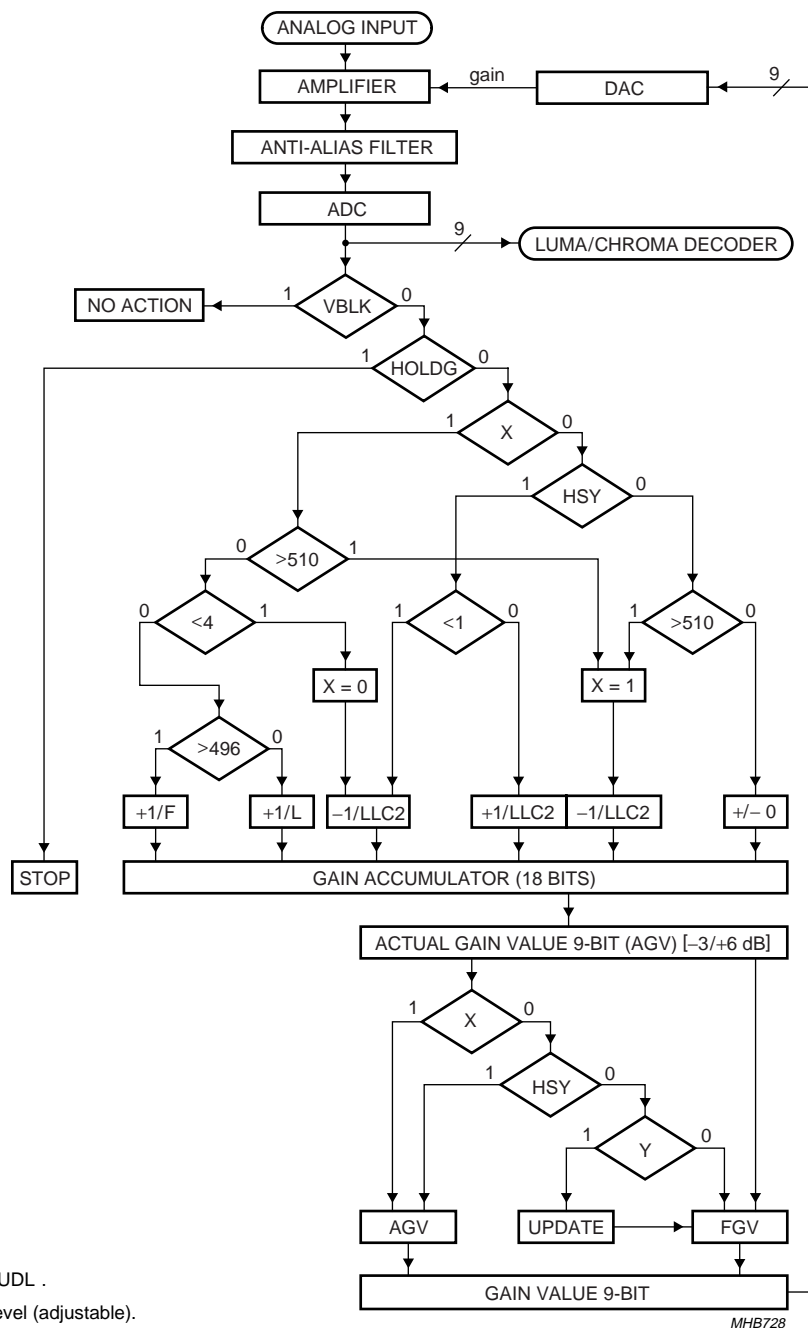 ANALOG INPUT
AMPLIFIER
gain
DAC
9
ANTI-ALIAS FILTER
ADC
9
LUMA/CHROMA DECODER
NO ACTION
1
VBLK
0
1
HOLDG
0
1
X
0
1
HSY
0
0
>510
1
0
<4
1
1
<1
0
1
>510
0
X = 0
X = 1
1
>496
0
+1/F
+1/L
−1/LLC2
+1/LLC2
−1/LLC2
+/− 0
STOP
GAIN ACCUMULATOR (18 BITS)
ACTUAL GAIN VALUE 9-BIT (AGV) [−3/+6 dB]
1
X
0
1
HSY
0
1
Y
0
AGV
UPDATE
FGV
UDL .
GAIN VALUE 9-BIT
evel (adjustable).
MHB728